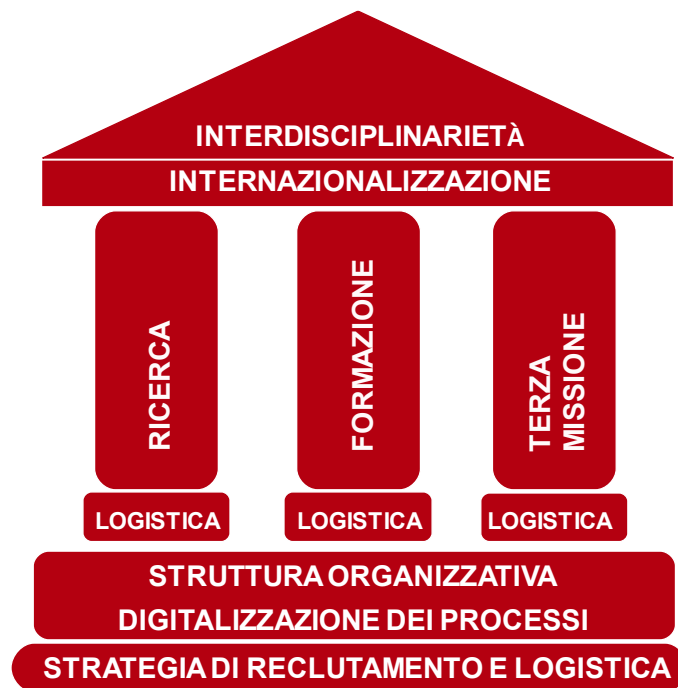 INTERDISCIPLINARIETÀ
INTERNAZIONALIZZAZIONE
RICERCA
FORMAZIONE
TERZA
MISSIONE
LOGISTICA
LOGISTICA
LOGISTICA
STRUTTURA ORGANIZZATIVA
DIGITALIZZAZIONE DEI PROCESSI
STRATEGIA DI RECLUTAMENTO E LOGISTICA